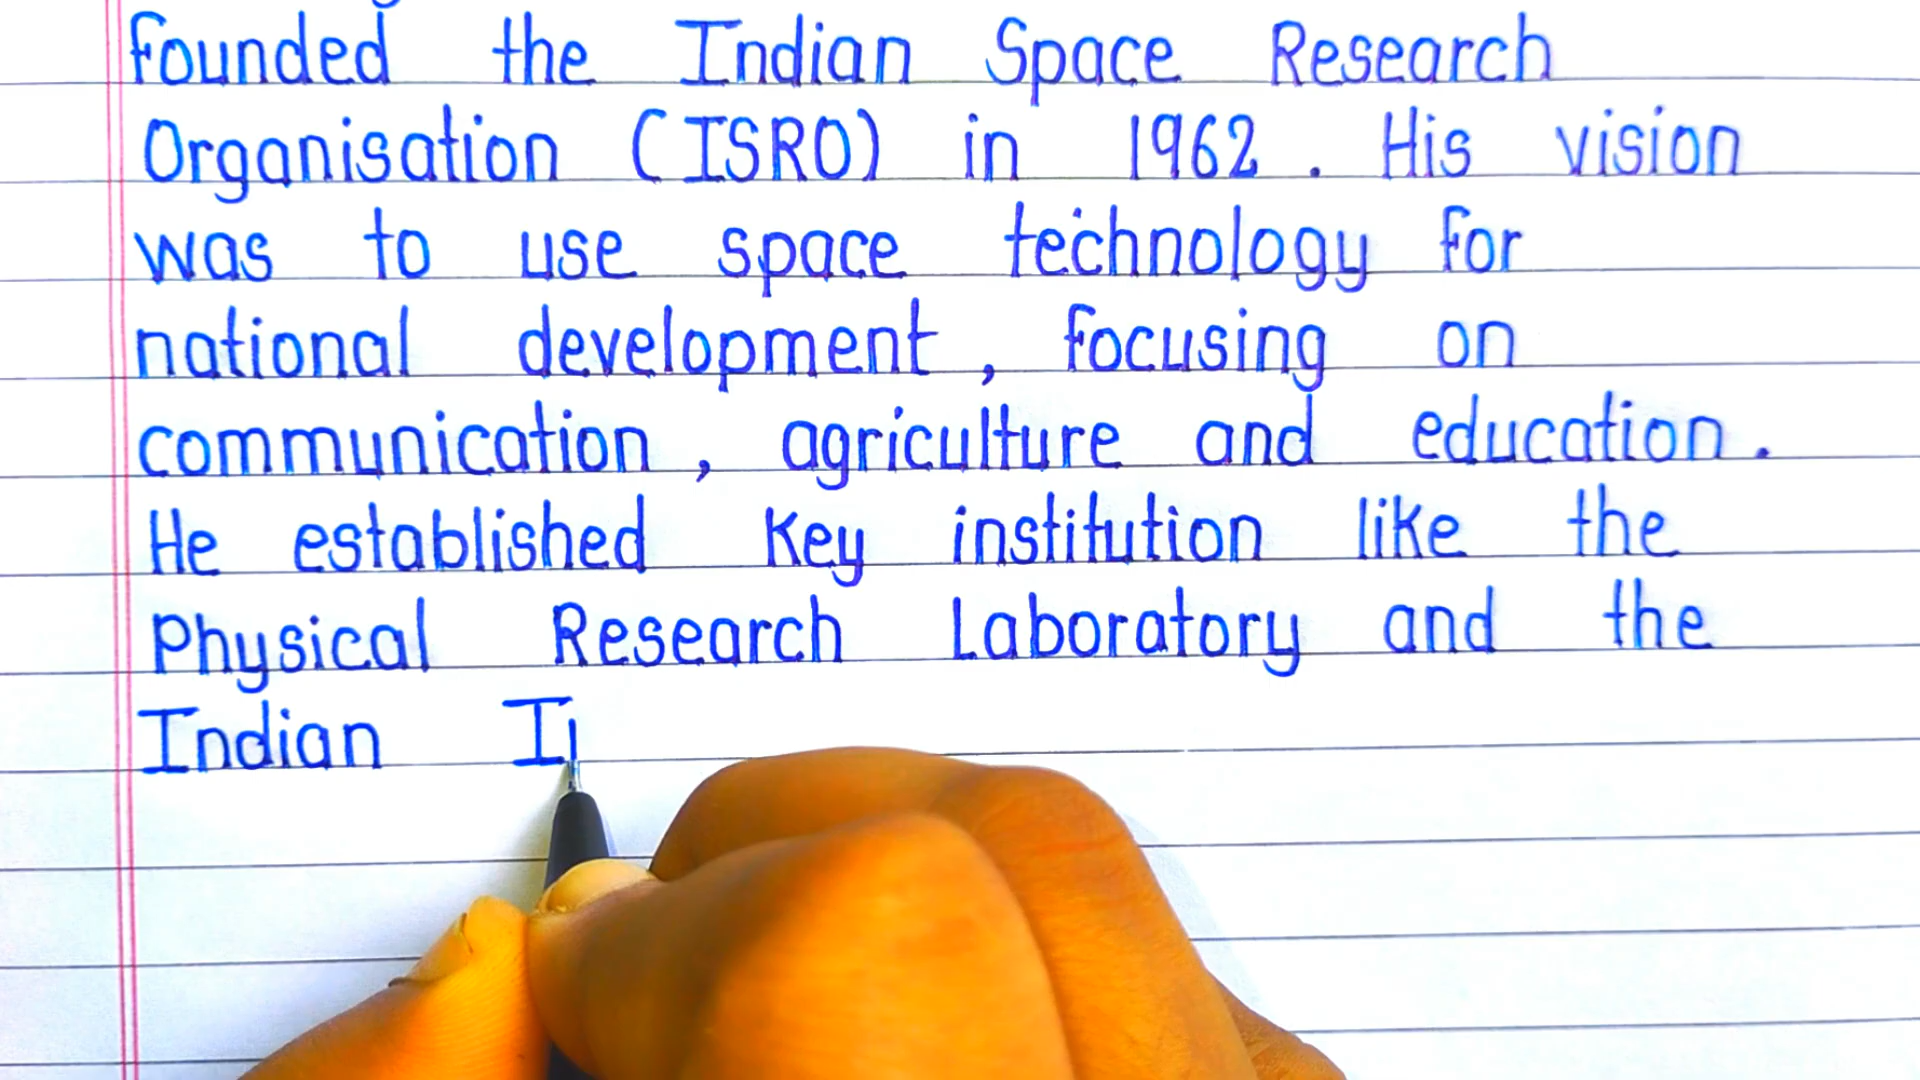 founded the Indian Space Research
Organisation (ISRO) in 1962 . His vision
was to use space technology for
national development , focusing on
communication , agriculture and education .
He established Key institution like the
Physical Research Laboratory and the
Indian